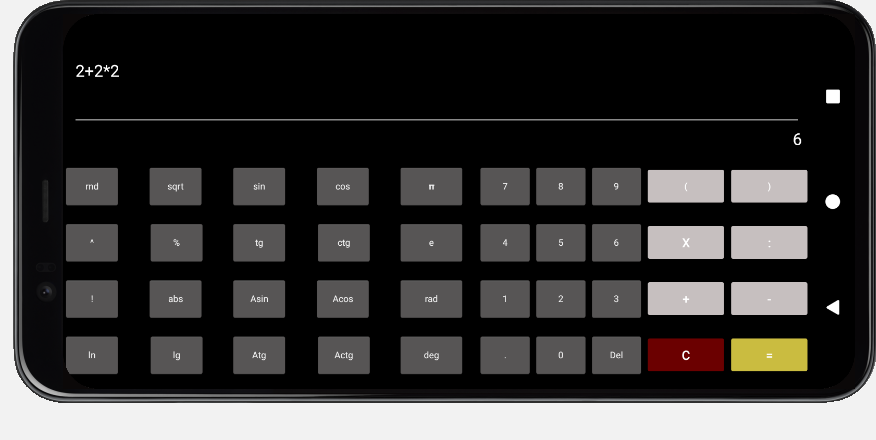 2+2*2
6
rnd sqrt sin cos π 7 8 9 ( )
^ % tg ctg e 4 5 6 X :
! abs Asin Acos rad 1 2 3 + -
ln lg Atg Actg deg . 0 Del C =